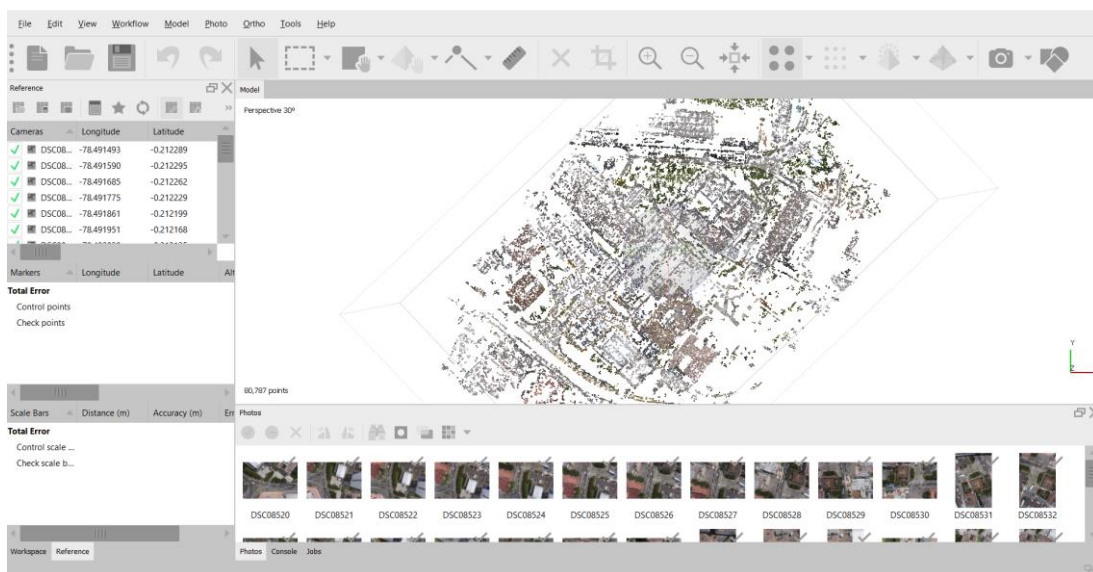 File Edit View Workflow Model Photo Ortho Tools Help
Reference
Cameras Longitude Latitude
DSC08... -78.491493 -0.212289
DSC08... -78.491590 -0.212295
DSC08... -78.491685 -0.212262
DSC08... -78.491775 -0.212229
DSC08... -78.491861 -0.212199
DSC08... -78.491951 -0.212168
Markers Longitude Latitude Alt
Total Error
Control points
Check points
Scale Bars Distance (m) Accuracy (m) Err
Total Error
Control scale ...
Check scale b...
Workspace Reference
Model
Perspective 30°
Y
Z
80,787 points
Photos
DSC08520 DSC08521 DSC08522 DSC08523 DSC08524 DSC08525 DSC08526 DSC08527 DSC08528 DSC08529 DSC08530 DSC08531 DSC08532
Photos Console Jobs